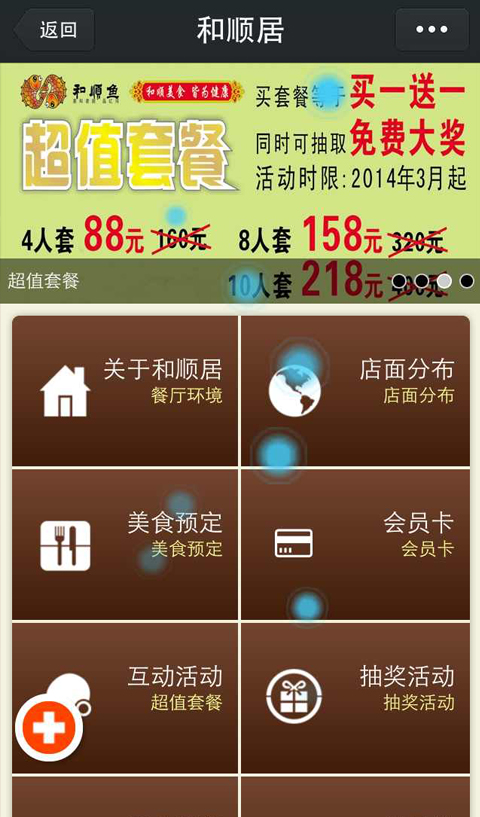 返回
和顺居
和顺鱼
和顺美食 皆为健康
超值套餐
买套餐等于买一送一
同时可抽取免费大奖
活动时限:2014年3月起
4人套 88元 160元
8人套 158元 320元
10人套 218元
超值套餐
关于和顺居
餐厅环境
店面分布
店面分布
美食预定
美食预定
会员卡
会员卡
互动活动
超值套餐
抽奖活动
抽奖活动